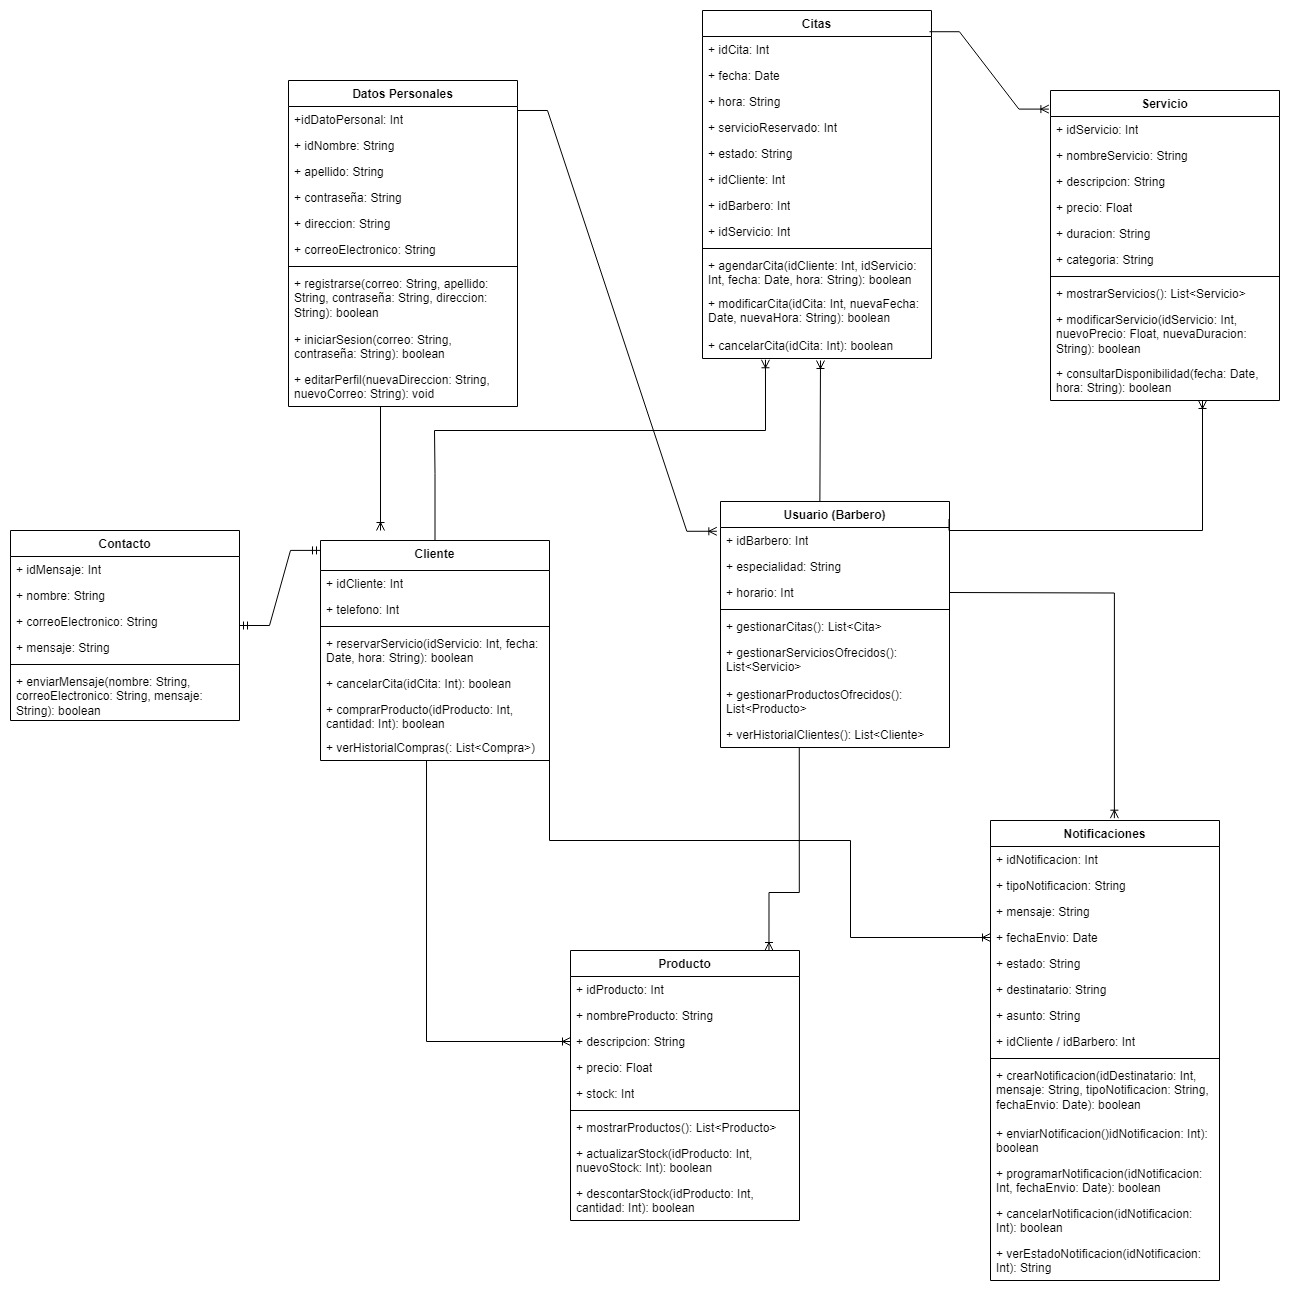 Citas
+ idCita: Int
+ fecha: Date
+ hora: String
+ servicioReservado: Int
+ estado: String
+ idCliente: Int
+ idBarbero: Int
+ idServicio: Int
+ agendarCita(idCliente: Int, idServicio:
Int, fecha: Date, hora: String): boolean
+ modificarCita(idCita: Int, nuevaFecha:
Date, nuevaHora: String): boolean
+ cancelarCita(idCita: Int): boolean
Datos Personales
+idDatoPersonal: Int
+ idNombre: String
+ apellido: String
+ contraseña: String
+ direccion: String
+ correoElectronico: String
+ registrarse(correo: String, apellido:
String, contraseña: String, direccion:
String): boolean
+ iniciarSesion(correo: String,
contraseña: String): boolean
+ editarPerfil(nuevaDireccion: String,
nuevoCorreo: String): void
Servicio
+ idServicio: Int
+ nombreServicio: String
+ descripcion: String
+ precio: Float
+ duracion: String
+ categoria: String
+ mostrarServicios(): List<Servicio>
+ modificarServicio(idServicio: Int,
nuevoPrecio: Float, nuevaDuracion:
String): boolean
+ consultarDisponibilidad(fecha: Date,
hora: String): boolean
Contacto
+ idMensaje: Int
+ nombre: String
+ correoElectronico: String
+ mensaje: String
+ enviarMensaje(nombre: String,
correoElectronico: String, mensaje:
String): boolean
Cliente
+ idCliente: Int
+ telefono: Int
+ reservarServicio(idServicio: Int, fecha:
Date, hora: String): boolean
+ cancelarCita(idCita: Int): boolean
+ comprarProducto(idProducto: Int,
cantidad: Int): boolean
+ verHistorialCompras(: List<Compra>)
Usuario (Barbero)
+ idBarbero: Int
+ especialidad: String
+ horario: Int
+ gestionarCitas(): List<Cita>
+ gestionarServiciosOfrecidos():
List<Servicio>
+ gestionarProductosOfrecidos():
List<Producto>
+ verHistorialClientes(): List<Cliente>
Producto
+ idProducto: Int
+ nombreProducto: String
+ descripcion: String
+ precio: Float
+ stock: Int
+ mostrarProductos(): List<Producto>
+ actualizarStock(idProducto: Int,
nuevoStock: Int): boolean
+ descontarStock(idProducto: Int,
cantidad: Int): boolean
Notificaciones
+ idNotificacion: Int
+ tipoNotificacion: String
+ mensaje: String
+ fechaEnvio: Date
+ estado: String
+ destinatario: String
+ asunto: String
+ idCliente / idBarbero: Int
+ crearNotificacion(idDestinatario: Int,
mensaje: String, tipoNotificacion: String,
fechaEnvio: Date): boolean
+ enviarNotificacion()idNotificacion: Int):
boolean
+ programarNotificacion(idNotificacion:
Int, fechaEnvio: Date): boolean
+ cancelarNotificacion(idNotificacion:
Int): boolean
+ verEstadoNotificacion(idNotificacion:
Int): String